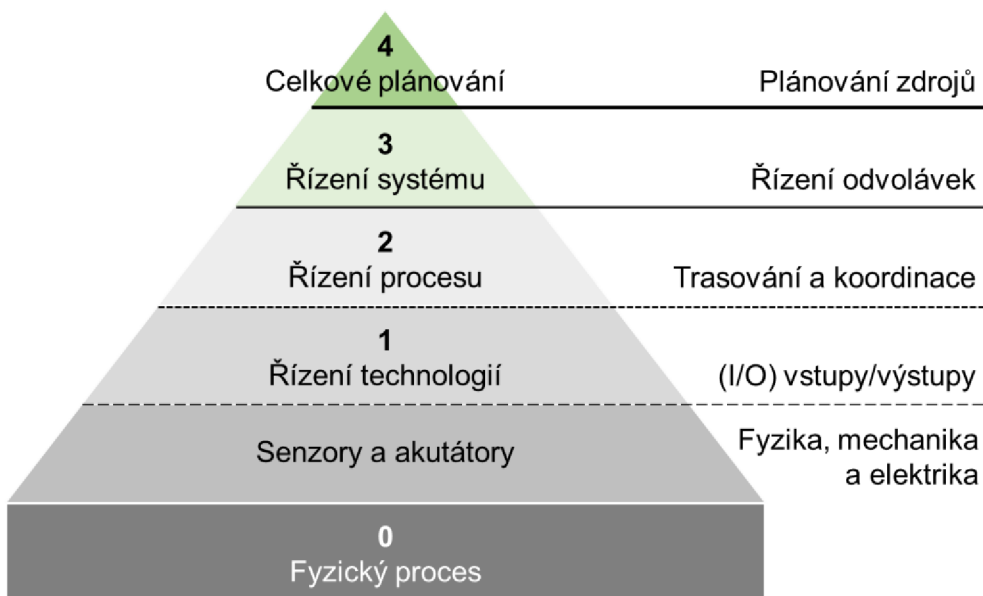 4
Celkové plánování
Plánování zdrojů
3
Řízení systému
Řízení odvolávek
2
Řízení procesu
Trasování a koordinace
1
Řízení technologií
(I/O) vstupy/výstupy
Senzory a akutátory
Fyzika, mechanika
a elektrika
0
Fyzický proces